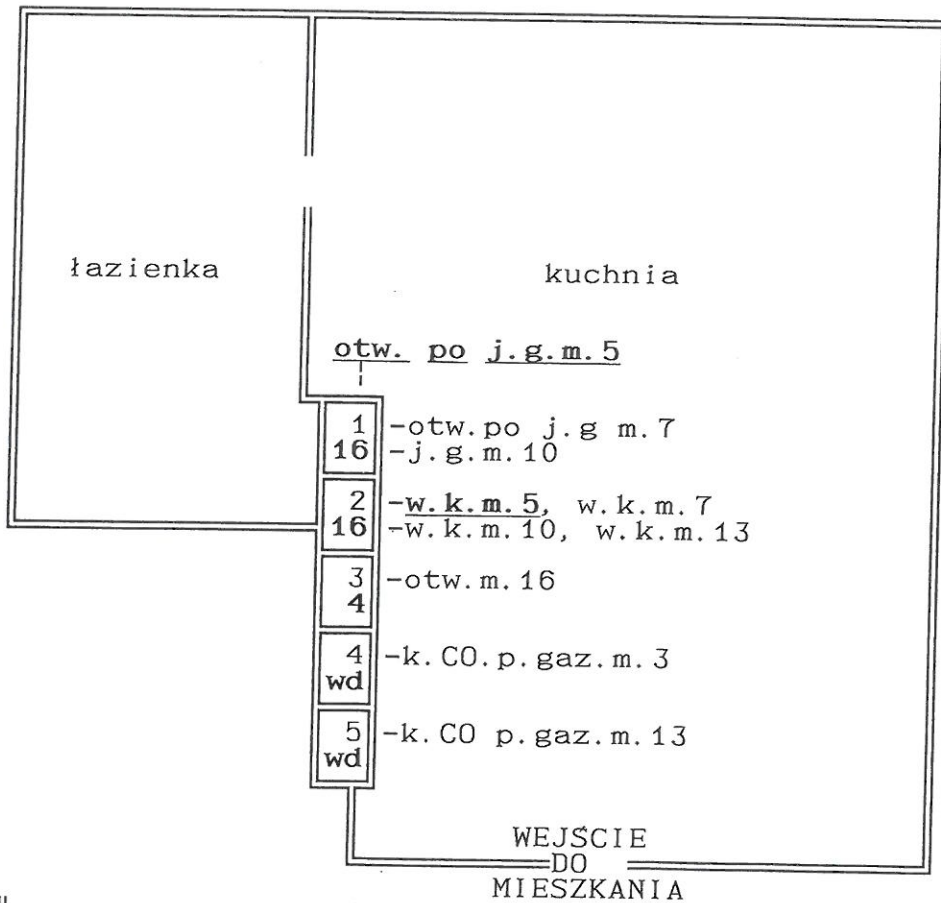 łazienka
kuchnia
otw. po j.g.m.5
1 -otw.po j.g m.7
16 -j.g.m.10
2 -w.k.m.5, w.k.m.7
16 -w.k.m.10, w.k.m.13
3 -otw.m.16
4
4 -k.CO.p.gaz.m.3
wd
5 -k.CO p.gaz.m.13
wd
WEJŚCIE
DO
MIESZKANIA